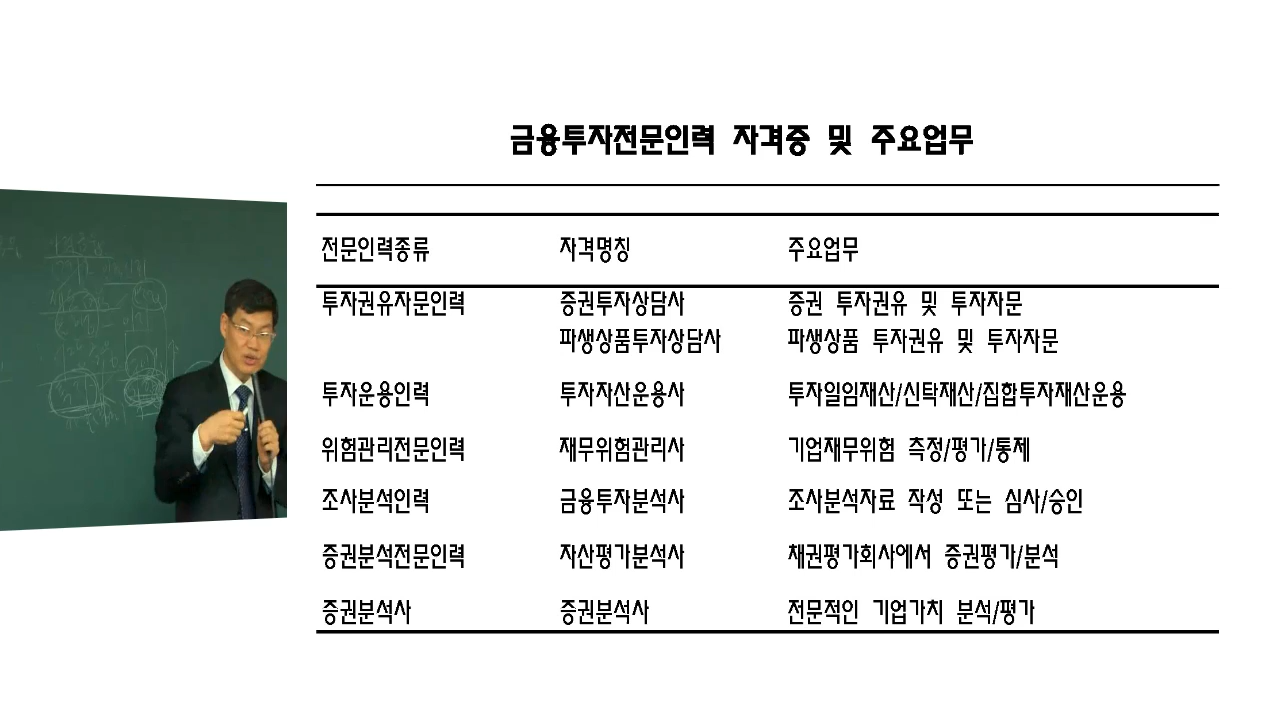 금융투자전문인력 자격증 및 주요업무
전문인력종류 자격명칭 주요업무
투자권유자문인력 증권투자상담사 증권 투자권유 및 투자자문
파생상품투자상담사 파생상품 투자권유 및 투자자문
투자운용인력 투자자산운용사 투자일임재산/신탁재산/집합투자재산운용
위험관리전문인력 재무위험관리사 기업재무위험 측정/평가/통제
조사분석인력 금융투자분석사 조사분석자료 작성 또는 심사/승인
증권분석전문인력 자산평가분석사 채권평가회사에서 증권평가/분석
증권분석사 증권분석사 전문적인 기업가치 분석/평가